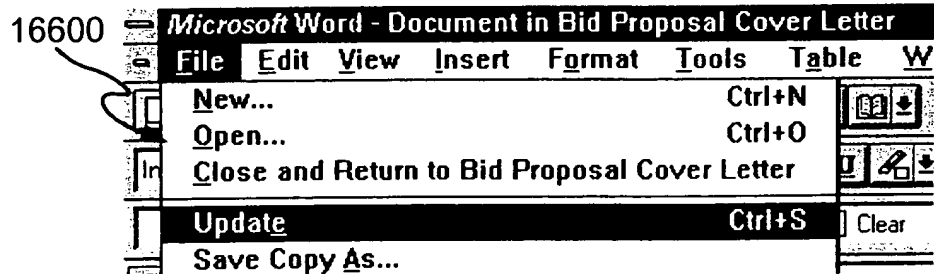 16600
Microsoft Word - Document in Bid Proposal Cover Letter
File Edit View Insert Format Tools Table W
New... Ctrl+N
Open... Ctrl+O
In Close and Return to Bid Proposal Cover Letter U
Update Ctrl+S Clear
Save Copy As...